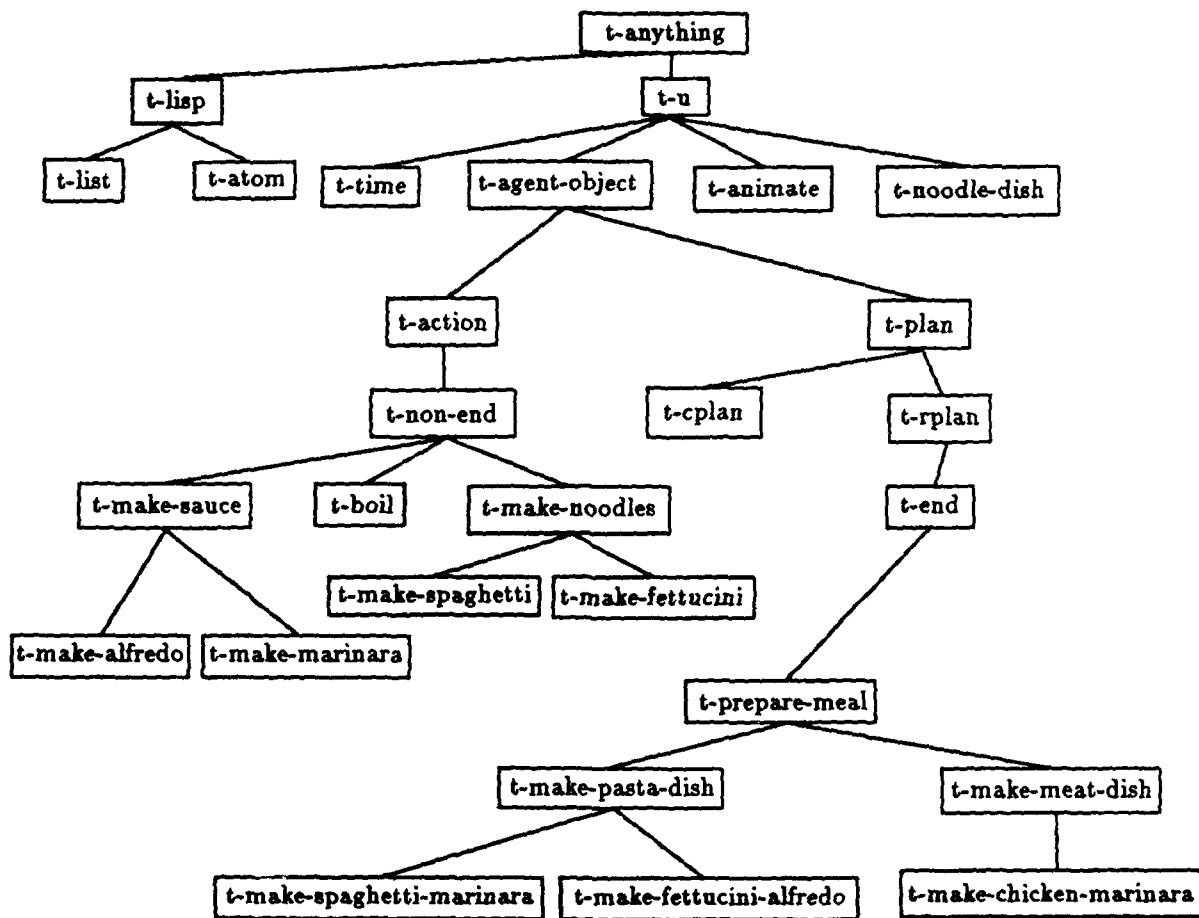 t-anything
t-lisp
t-u
t-list
t-atom
t-time
t-agent-object
t-animate
t-noodle-dish
t-action
t-plan
t-non-end
t-cplan
t-rplan
t-make-sauce
t-boil
t-make-noodles
t-end
t-make-spaghetti
t-make-fettucini
t-make-alfredo
t-make-marinara
t-prepare-meal
t-make-pasta-dish
t-make-meat-dish
t-make-spaghetti-marinara
t-make-fettucini-alfredo
t-make-chicken-marinara